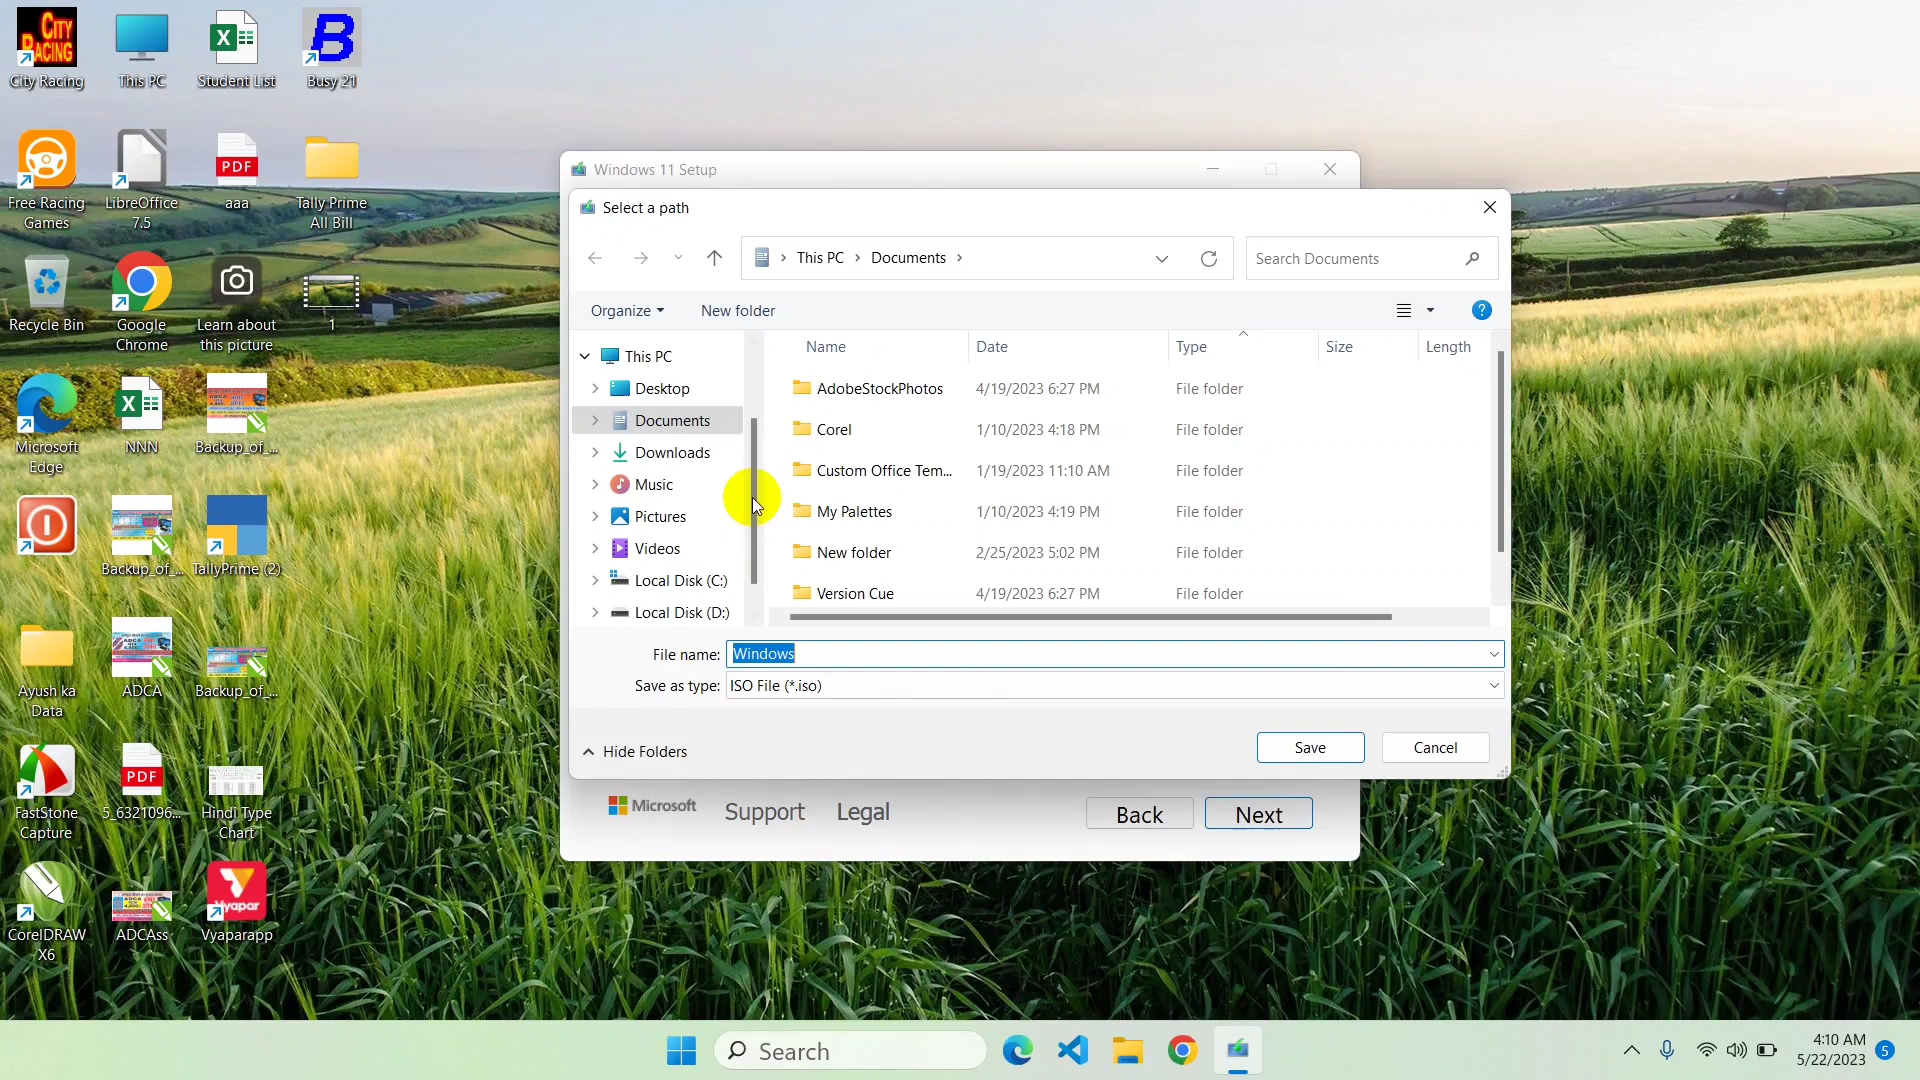 City Racing
This PC
Student List
Busy 21
Free Racing
Games
LibreOffice
7.5
PDF
aaa
Tally Prime
All Bill
Recycle Bin
Google
Chrome
Learn about
this picture
1
Microsoft
Edge
NNN
Backup_of_...
Backup_of_...
TallyPrime (2)
Ayush ka
Data
ADCA
Backup_of_...
FastStone
Capture
PDF
5_6321096...
Hindi Type
Chart
CorelDRAW
X6
ADCAss
Vyapar
Vyaparapp
Windows 11 Setup
Select a path
This PC
Documents
Search Documents
Organize
New folder
This PC
Desktop
Documents
Downloads
Music
Pictures
Videos
Local Disk (C:)
Local Disk (D:)
Name Date Type Size Length
AdobeStockPhotos 4/19/2023 6:27 PM File folder
Corel 1/10/2023 4:18 PM File folder
Custom Office Tem... 1/19/2023 11:10 AM File folder
My Palettes 1/10/2023 4:19 PM File folder
New folder 2/25/2023 5:02 PM File folder
Version Cue 4/19/2023 6:27 PM File folder
File name: Windows
Save as type: ISO File (*.iso)
Hide Folders
Save
Cancel
Microsoft
Support
Legal
Back
Next
Search
4:10 AM
5/22/2023
5